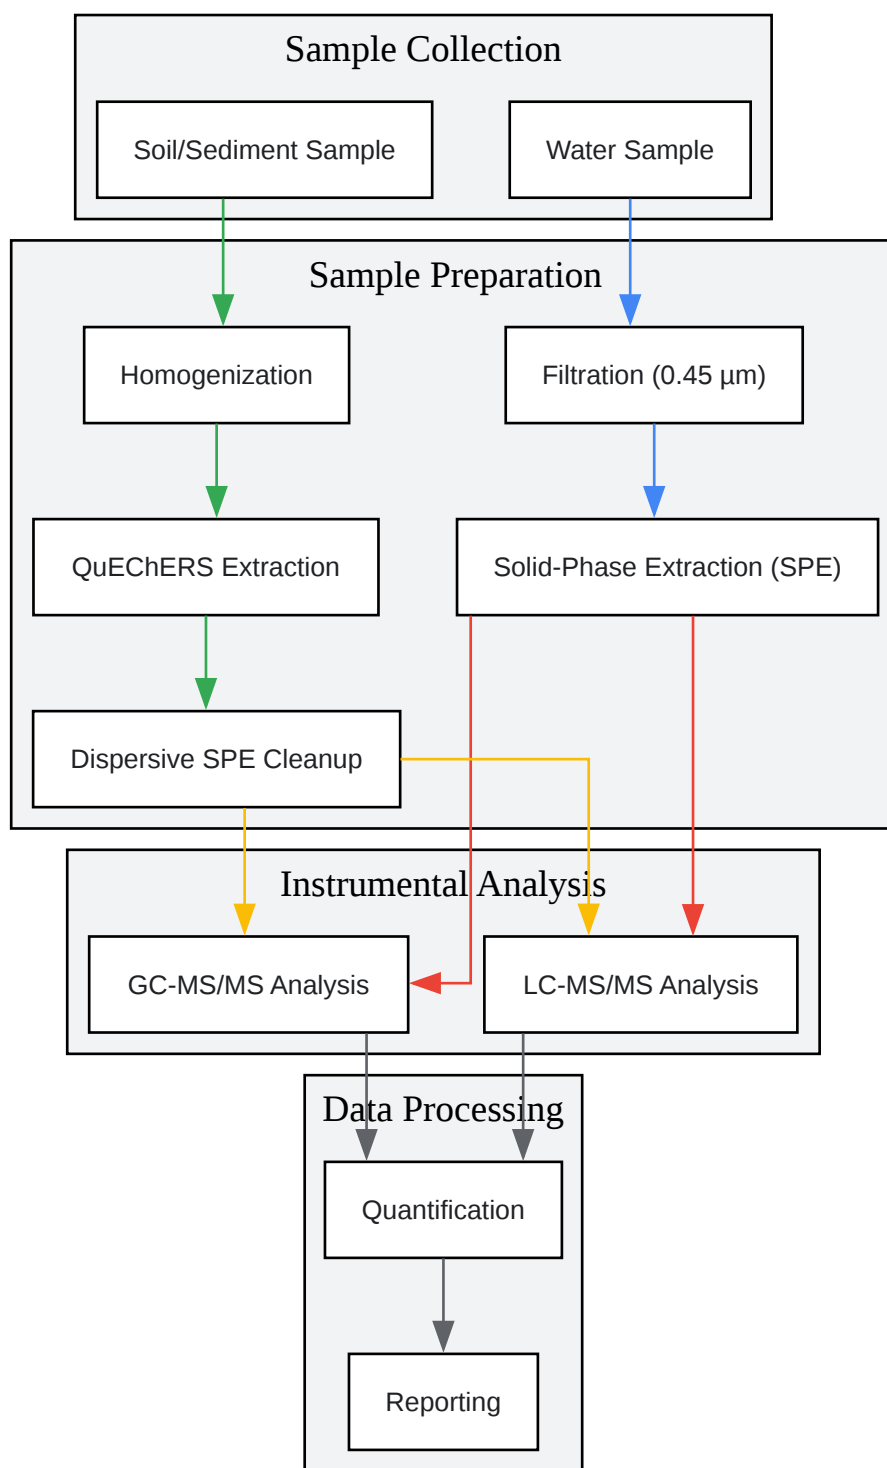 Sample Collection
Soil/Sediment Sample
Water Sample
Sample Preparation
Homogenization
Filtration (0.45 µm)
QuEChERS Extraction
Solid-Phase Extraction (SPE)
Dispersive SPE Cleanup
Instrumental Analysis
GC-MS/MS Analysis
LC-MS/MS Analysis
Data Processing
Quantification
Reporting